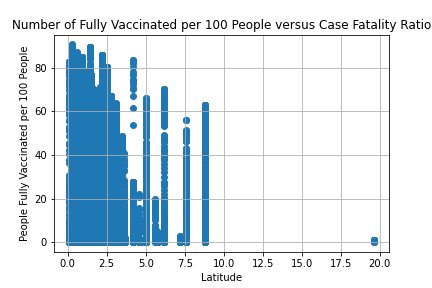 Number of Fully Vaccinated per 100 People versus Case Fatality Ratio
People Fully Vaccinated per 100 People
80
60
40
20
0
0.0 2.5 5.0 7.5 10.0 12.5 15.0 17.5 20.0
Latitude